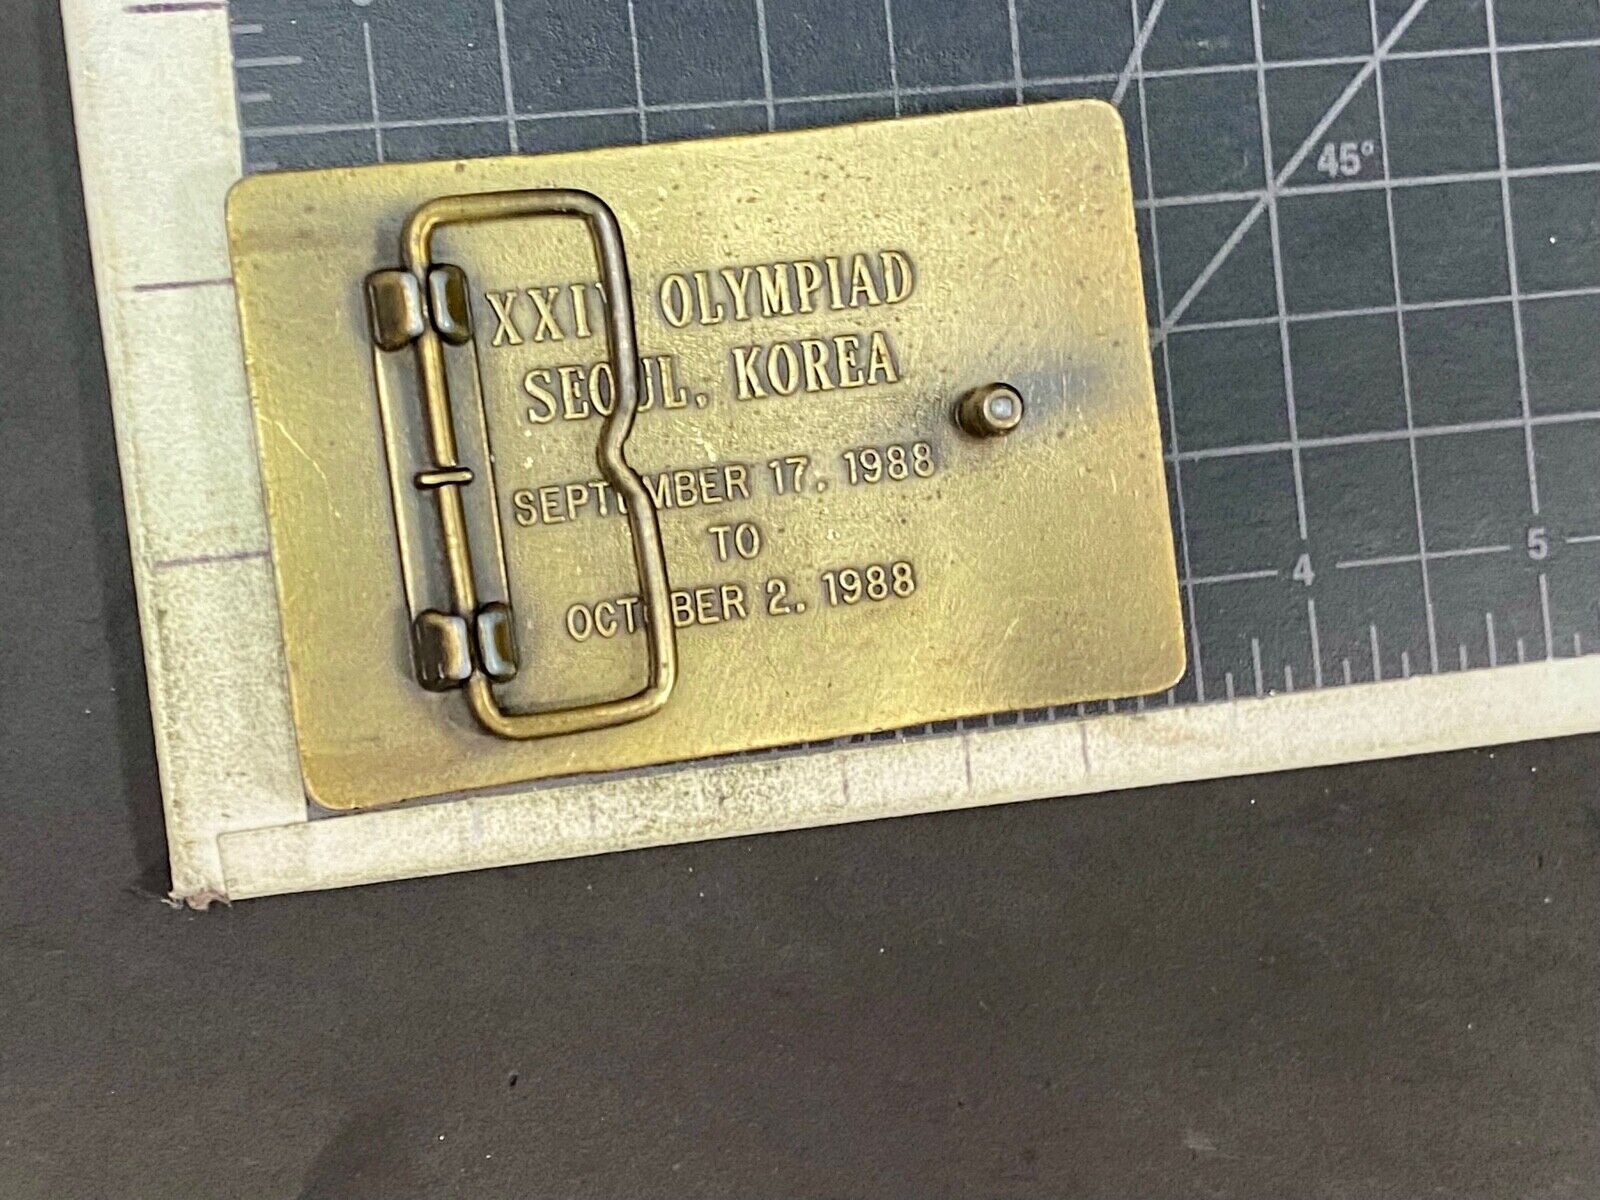 XXIV OLYMPIAD
SEOUL, KOREA
SEPTEMBER 17. 1988
TO
OCTOBER 2. 1988
45°
4
5